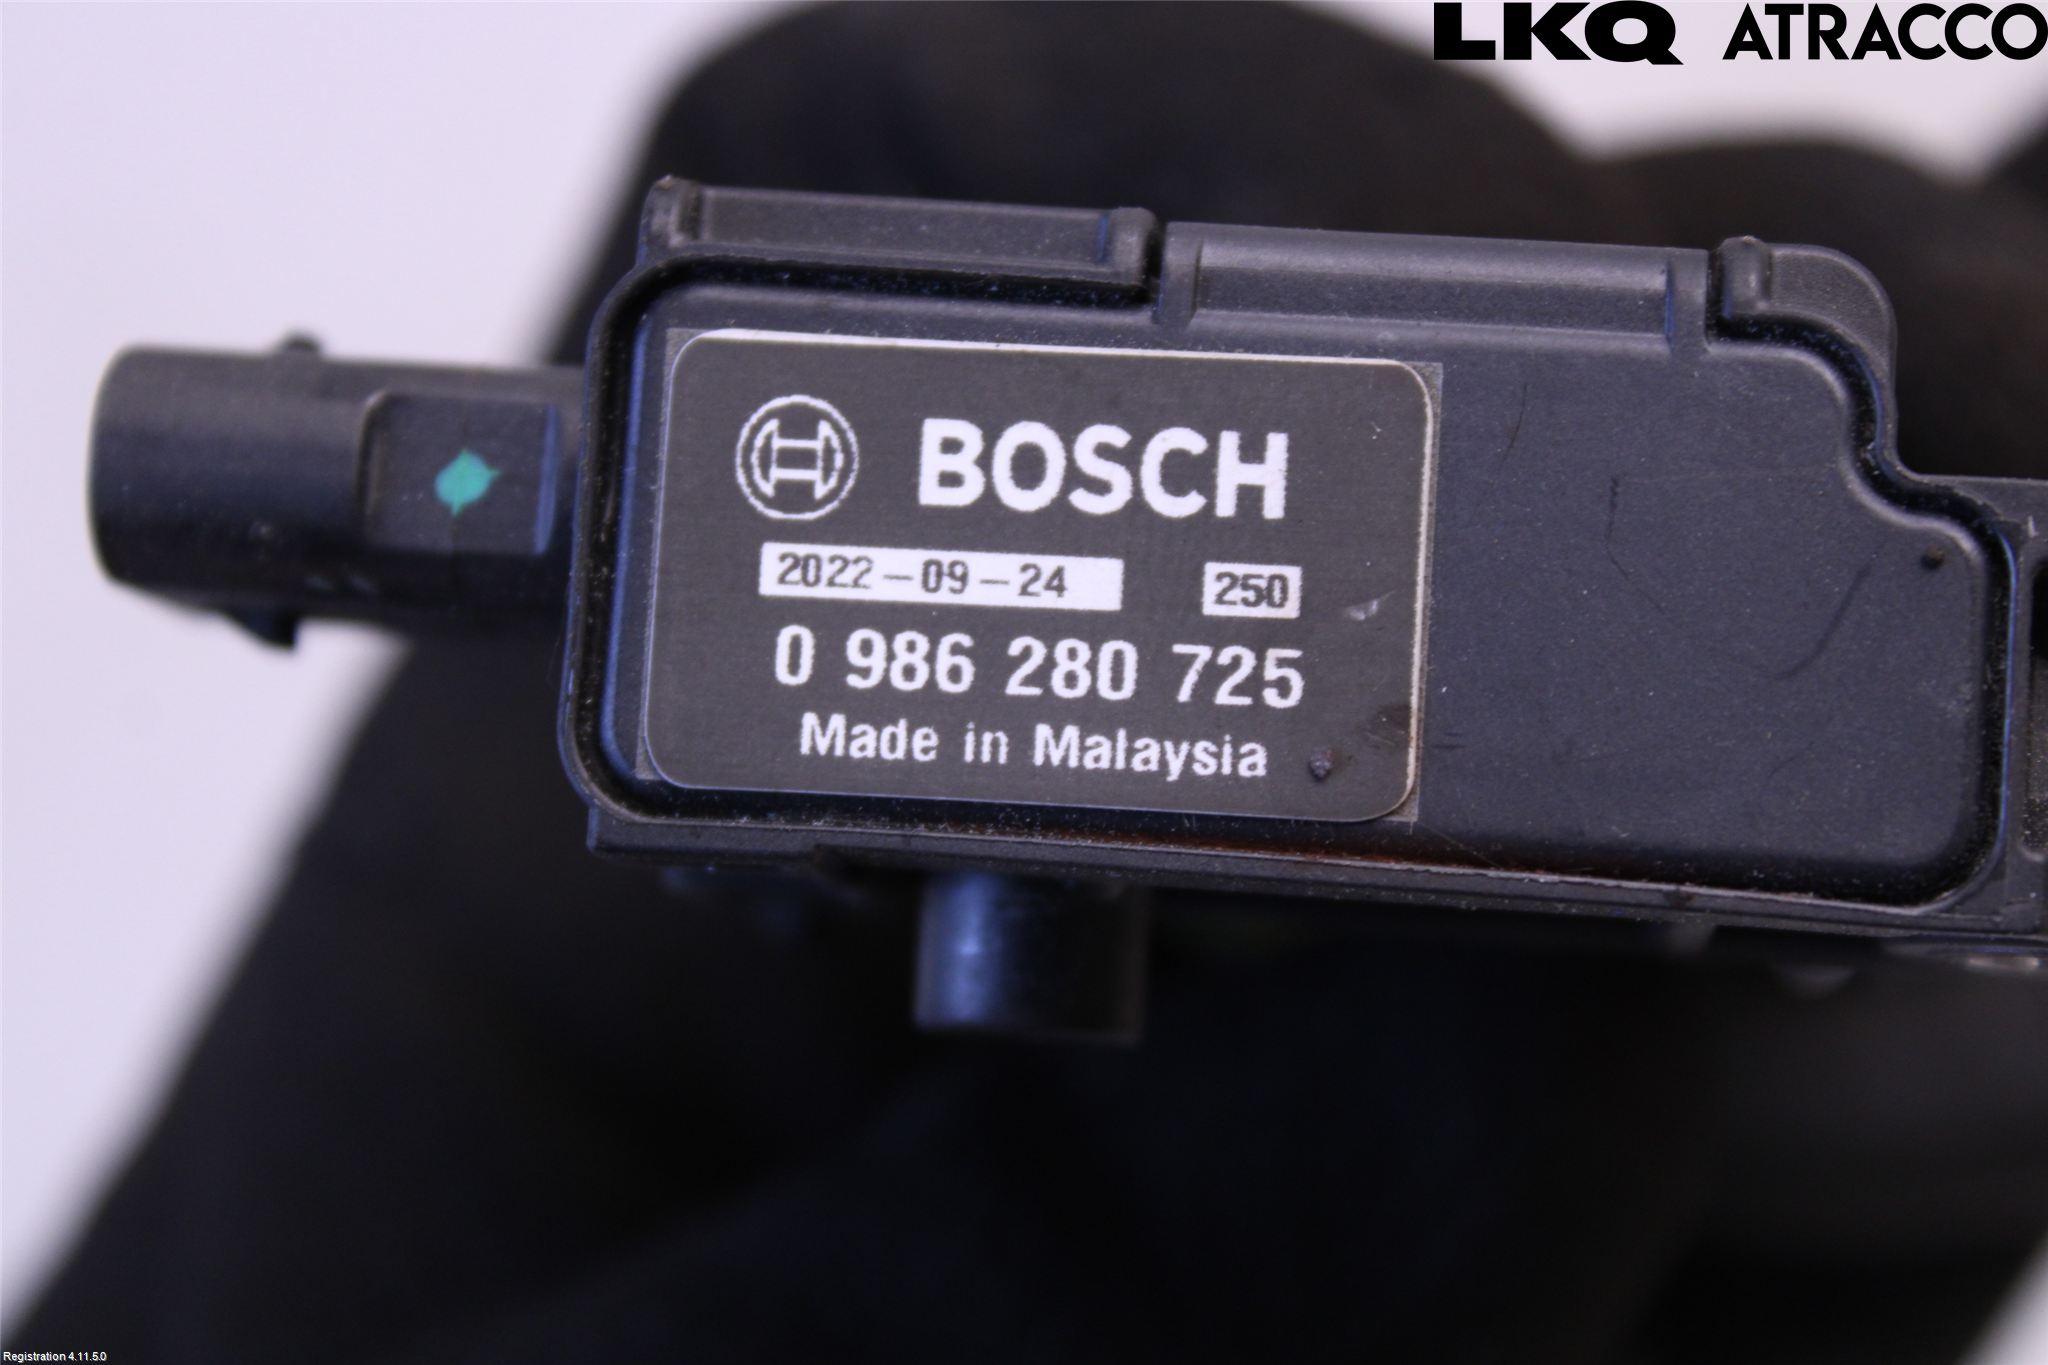 LKQ ATRACCO
BOSCH
2022-09-24 250
0 986 280 725
Made in Malaysia
Registration 4.11.5.0